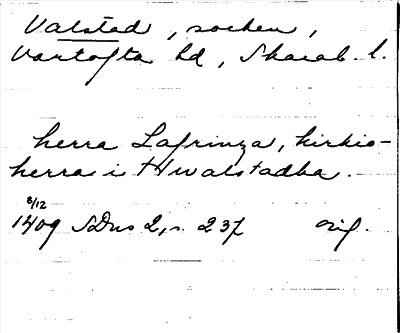 Valstad, socken,
Vartofta hd, Skarab. l.
herra Lafrinza, kirkio-
herra i Hwalstadha.
8/12
1409 SDns 2, s. 237 orig.